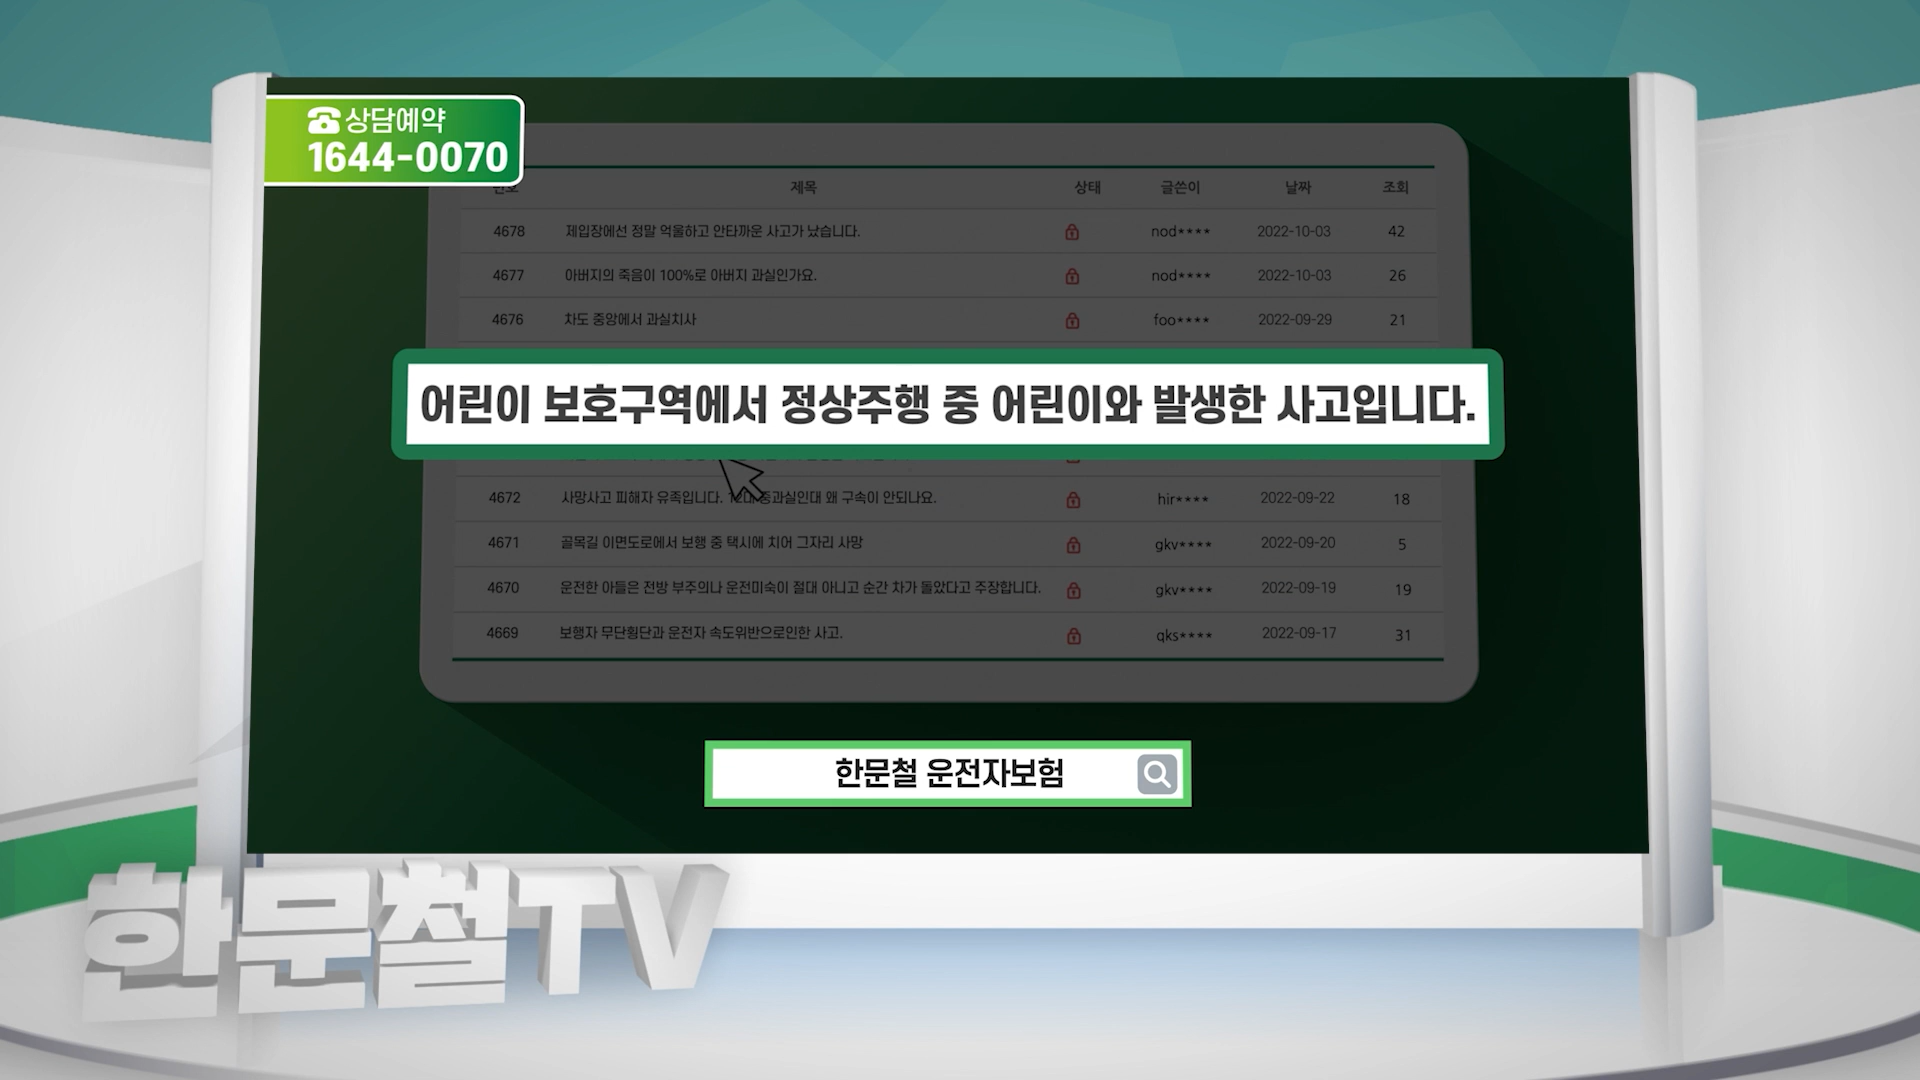 상담예약
1644-0070
번호 제목 상태 글쓴이 날짜 조회
4678 제입장에선 정말 억울하고 안타까운 사고가 났습니다. nod**** 2022-10-03 42
4677 아버지의 죽음이 100%로 아버지 과실인가요. nod**** 2022-10-03 26
4676 차도 중앙에서 과실치사 foo**** 2022-09-29 21
어린이 보호구역에서 정상주행 중 어린이와 발생한 사고입니다.
4672 사망사고 피해자 유족입니다. 12대 중과실인대 왜 구속이 안되나요. hir**** 2022-09-22 18
4671 골목길 이면도로에서 보행 중 택시에 치어 그자리 사망 gkv**** 2022-09-20 5
4670 운전한 아들은 전방 부주의나 운전미숙이 절대 아니고 순간 차가 돌았다고 주장합니다. gkv**** 2022-09-19 19
4669 보행자 무단횡단과 운전자 속도위반으로인한 사고. qks**** 2022-09-17 31
한문철 운전자보험
한문철TV